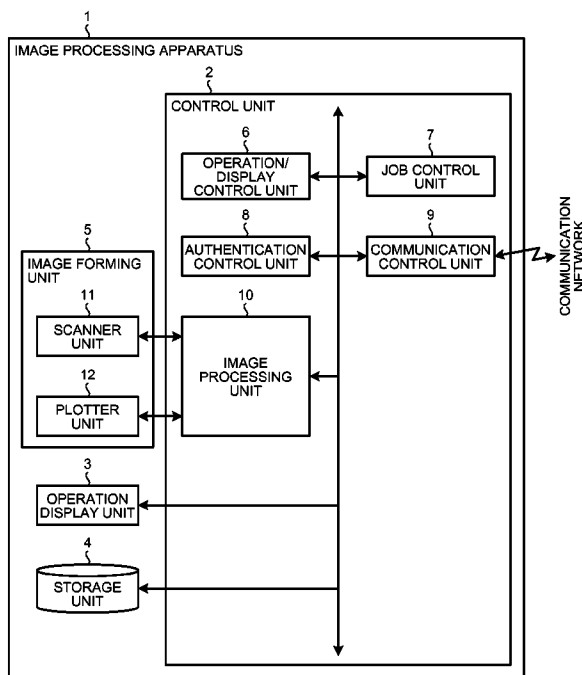 1
IMAGE PROCESSING APPARATUS
2
CONTROL UNIT
6
OPERATION/
DISPLAY
CONTROL UNIT
7
JOB CONTROL
UNIT
8
AUTHENTICATION
CONTROL UNIT
9
COMMUNICATION
CONTROL UNIT
COMMUNICATION
NETWORK
5
IMAGE FORMING
UNIT
11
SCANNER
UNIT
12
PLOTTER
UNIT
10
IMAGE
PROCESSING
UNIT
3
OPERATION
DISPLAY UNIT
4
STORAGE
UNIT